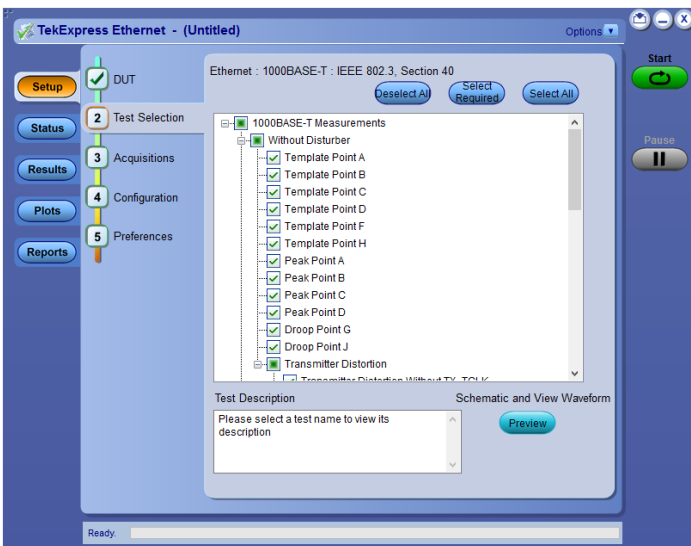 TekExpress Ethernet - (Untitled)
Options
Setup
Status
Results
Plots
Reports
DUT
2 Test Selection
3 Acquisitions
4 Configuration
5 Preferences
Ethernet : 1000BASE-T : IEEE 802.3, Section 40
Deselect All
Select Required
Select All
1000BASE-T Measurements
Without Disturber
Template Point A
Template Point B
Template Point C
Template Point D
Template Point F
Template Point H
Peak Point A
Peak Point B
Peak Point C
Peak Point D
Droop Point G
Droop Point J
Transmitter Distortion
Transmitter Distortion Without TX_TCLK
Test Description
Please select a test name to view its
description
Schematic and View Waveform
Preview
Start
Pause
Ready.